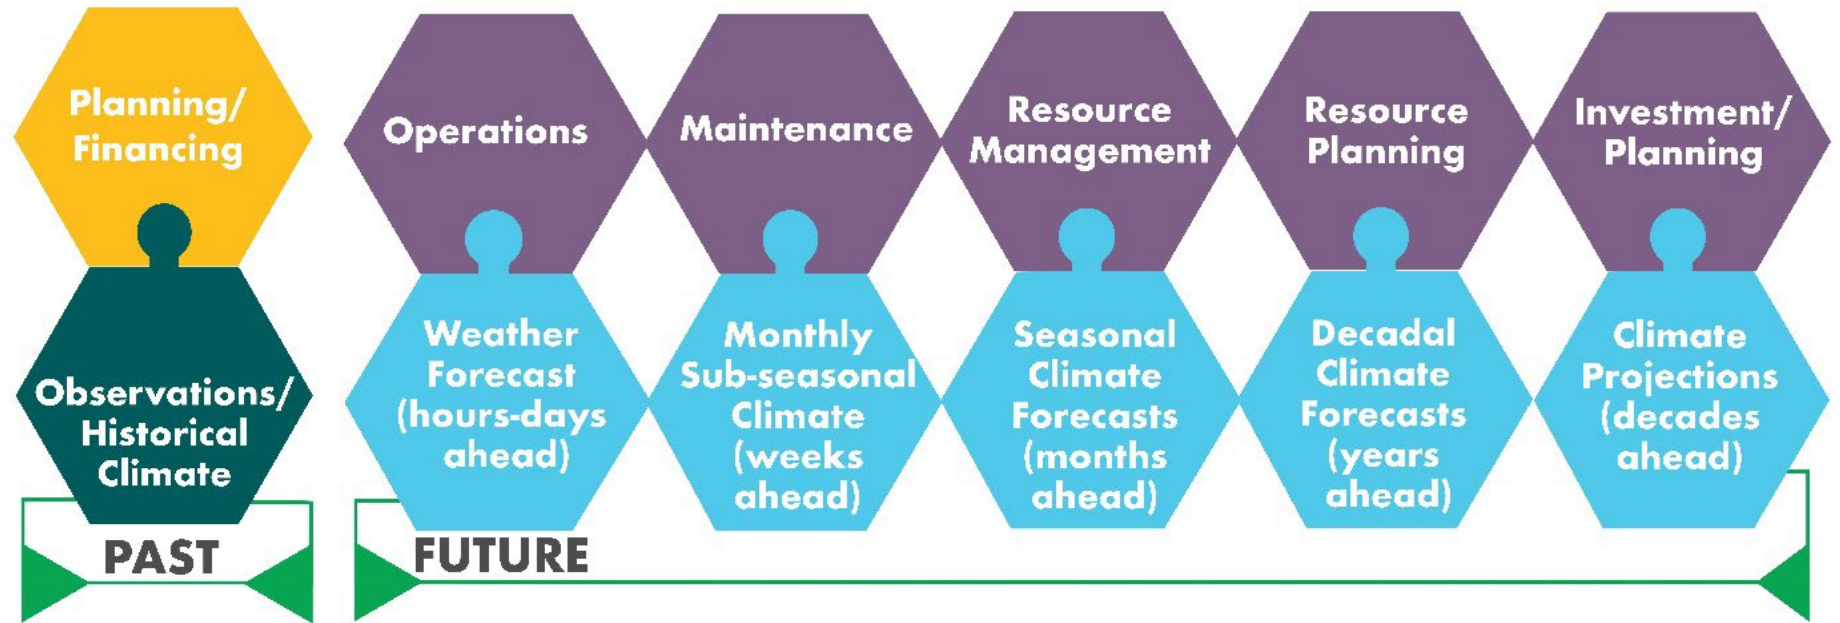 Planning/
Financing
Operations
Maintenance
Resource
Management
Resource
Planning
Investment/
Planning
Observations/
Historical
Climate
Weather
Forecast
(hours-days
ahead)
Monthly
Sub-seasonal
Climate
(weeks
ahead)
Seasonal
Climate
Forecasts
(months
ahead)
Decadal
Climate
Forecasts
(years
ahead)
Climate
Projections
(decades
ahead)
PAST
FUTURE